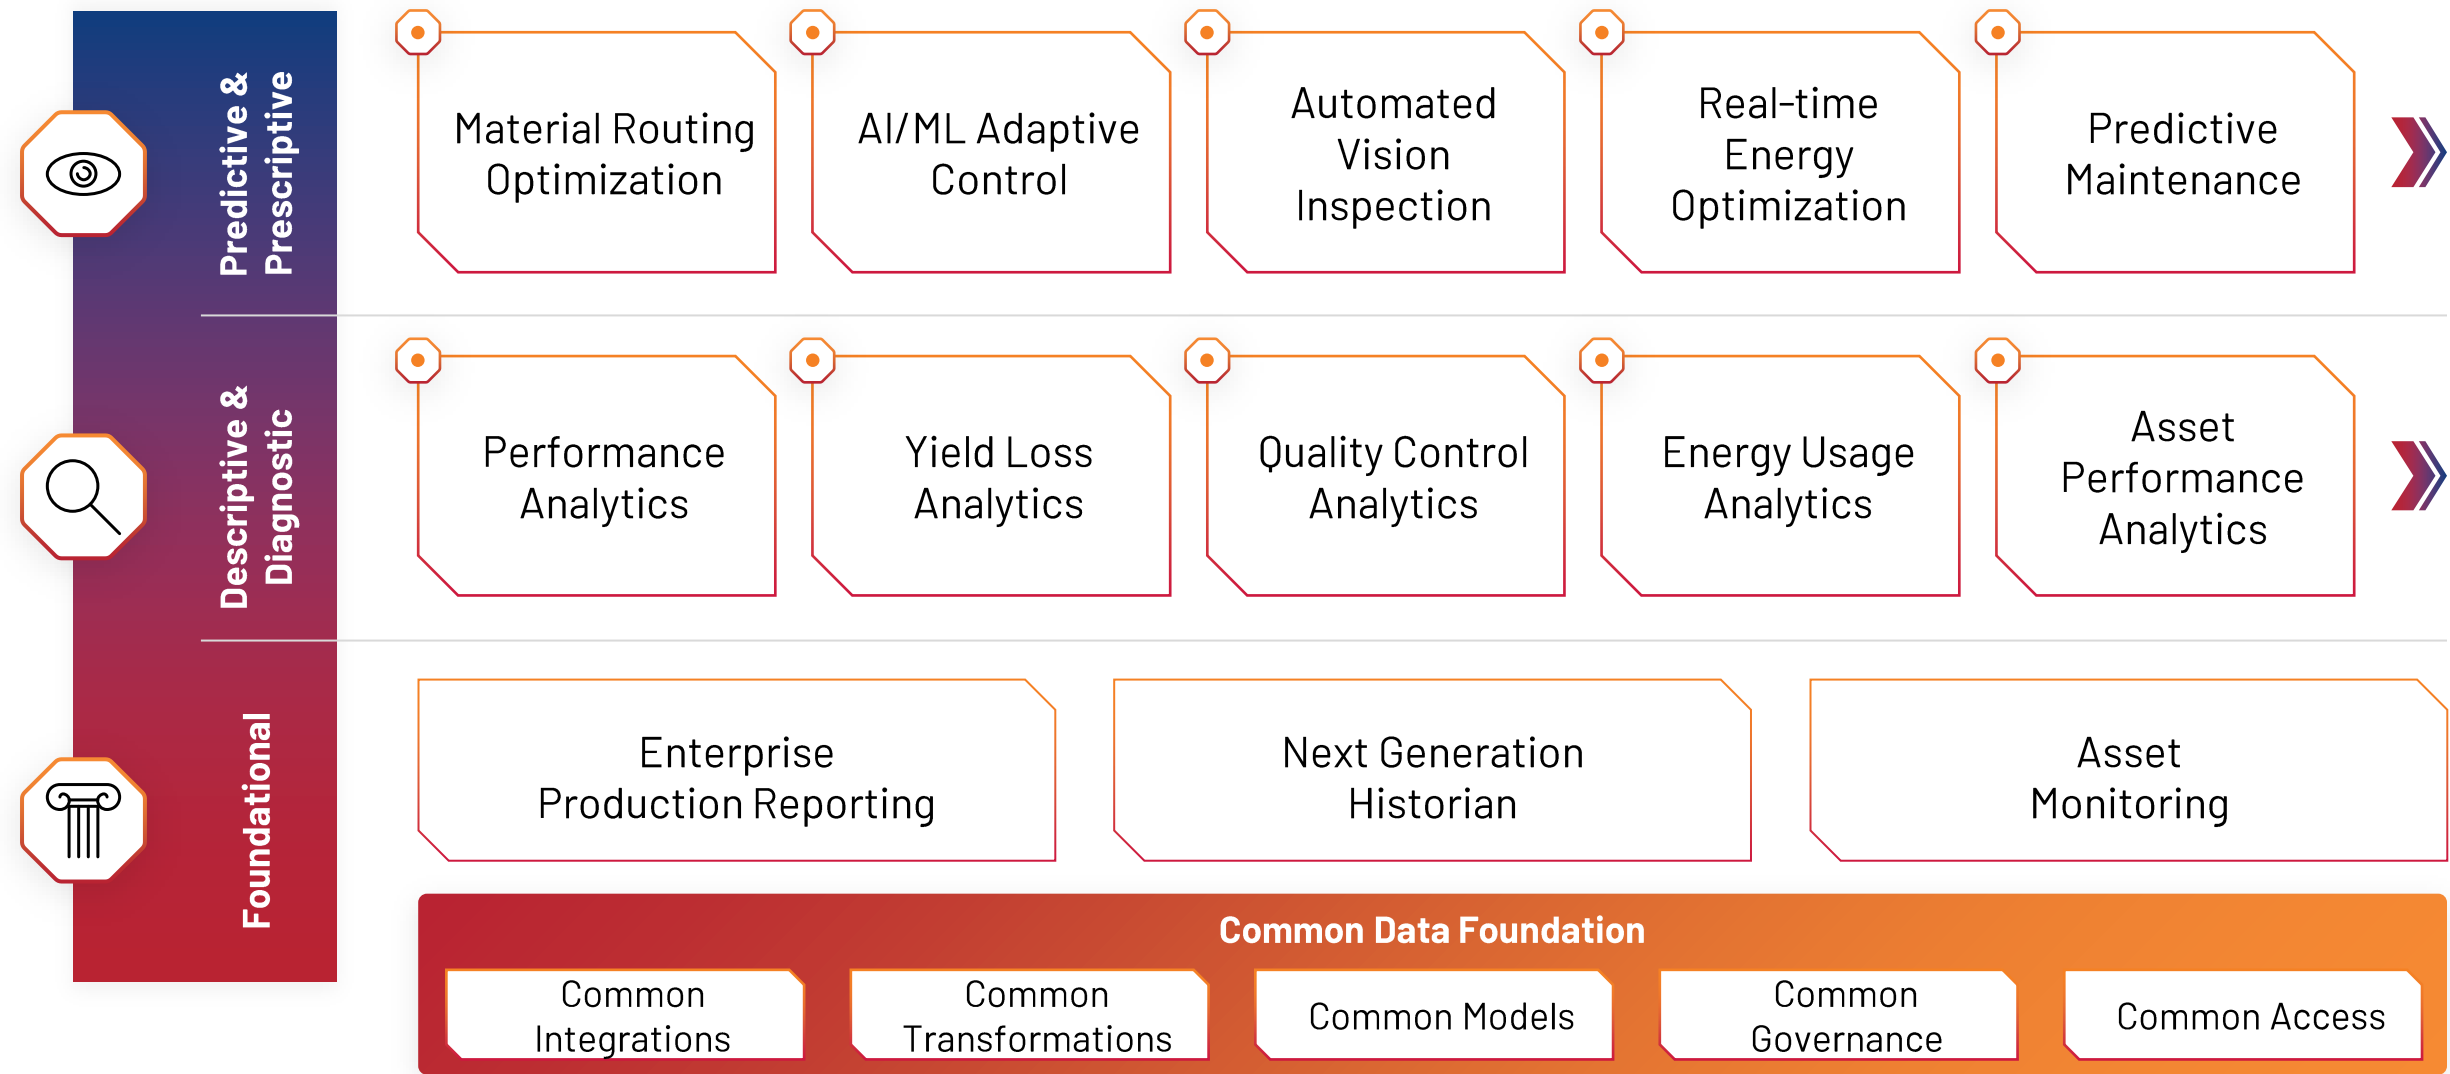 Predictive &
Prescriptive
Material Routing
Optimization
AI/ML Adaptive
Control
Automated
Vision
Inspection
Real-time
Energy
Optimization
Predictive
Maintenance
Descriptive &
Diagnostic
Performance
Analytics
Yield Loss
Analytics
Quality Control
Analytics
Energy Usage
Analytics
Asset
Performance
Analytics
Foundational
Enterprise
Production Reporting
Next Generation
Historian
Asset
Monitoring
Common Data Foundation
Common
Integrations
Common
Transformations
Common Models
Common
Governance
Common Access